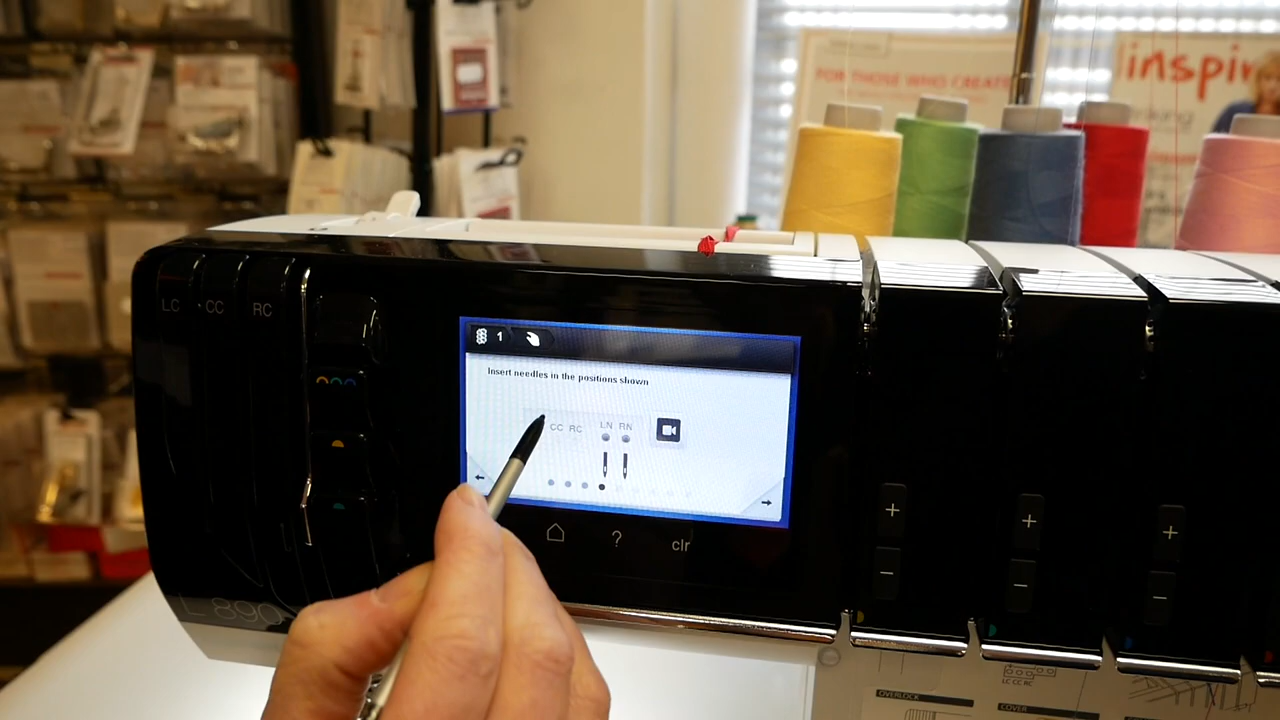 FOR THOSE WHO CREATE
inspir
LC CC RC
1
Insert needles in the positions shown
CC RC LN RN
?
clr
+
−
+
−
+
−
L 890
LC CC RC
OVERLOCK
COVER